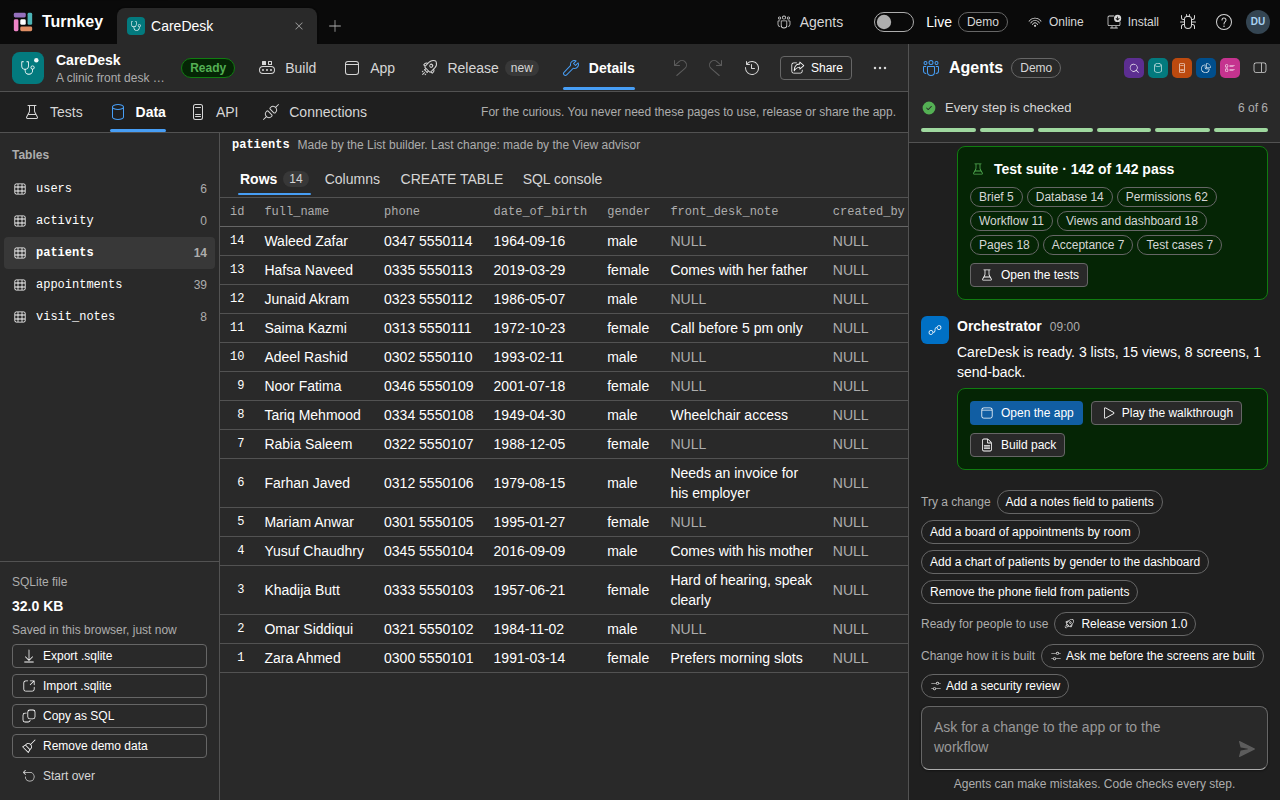 Turnkey
CareDesk
Agents
Live
Demo
Online
Install
DU
CareDesk
A clinic front desk …
Ready
Build
App
Release new
Details
Share
Agents
Demo
Tests
Data
API
Connections
For the curious. You never need these pages to use, release or share the app.
Every step is checked
6 of 6
Tables
users 6
activity 0
patients 14
appointments 39
visit_notes 8
SQLite file
32.0 KB
Saved in this browser, just now
Export .sqlite
Import .sqlite
Copy as SQL
Remove demo data
Start over
patients Made by the List builder. Last change: made by the View advisor
Rows 14 Columns CREATE TABLE SQL console
id full_name phone date_of_birth gender front_desk_note created_by
14 Waleed Zafar 0347 5550114 1964-09-16 male NULL NULL
13 Hafsa Naveed 0335 5550113 2019-03-29 female Comes with her father NULL
12 Junaid Akram 0323 5550112 1986-05-07 male NULL NULL
11 Saima Kazmi 0313 5550111 1972-10-23 female Call before 5 pm only NULL
10 Adeel Rashid 0302 5550110 1993-02-11 male NULL NULL
9 Noor Fatima 0346 5550109 2001-07-18 female NULL NULL
8 Tariq Mehmood 0334 5550108 1949-04-30 male Wheelchair access NULL
7 Rabia Saleem 0322 5550107 1988-12-05 female NULL NULL
6 Farhan Javed 0312 5550106 1979-08-15 male Needs an invoice for his employer NULL
5 Mariam Anwar 0301 5550105 1995-01-27 female NULL NULL
4 Yusuf Chaudhry 0345 5550104 2016-09-09 male Comes with his mother NULL
3 Khadija Butt 0333 5550103 1957-06-21 female Hard of hearing, speak clearly NULL
2 Omar Siddiqui 0321 5550102 1984-11-02 male NULL NULL
1 Zara Ahmed 0300 5550101 1991-03-14 female Prefers morning slots NULL
Test suite · 142 of 142 pass
Brief 5 Database 14 Permissions 62
Workflow 11 Views and dashboard 18
Pages 18 Acceptance 7 Test cases 7
Open the tests
Orchestrator 09:00
CareDesk is ready. 3 lists, 15 views, 8 screens, 1
send-back.
Open the app
Play the walkthrough
Build pack
Try a change Add a notes field to patients
Add a board of appointments by room
Add a chart of patients by gender to the dashboard
Remove the phone field from patients
Ready for people to use Release version 1.0
Change how it is built Ask me before the screens are built
Add a security review
Ask for a change to the app or to the
workflow
Agents can make mistakes. Code checks every step.